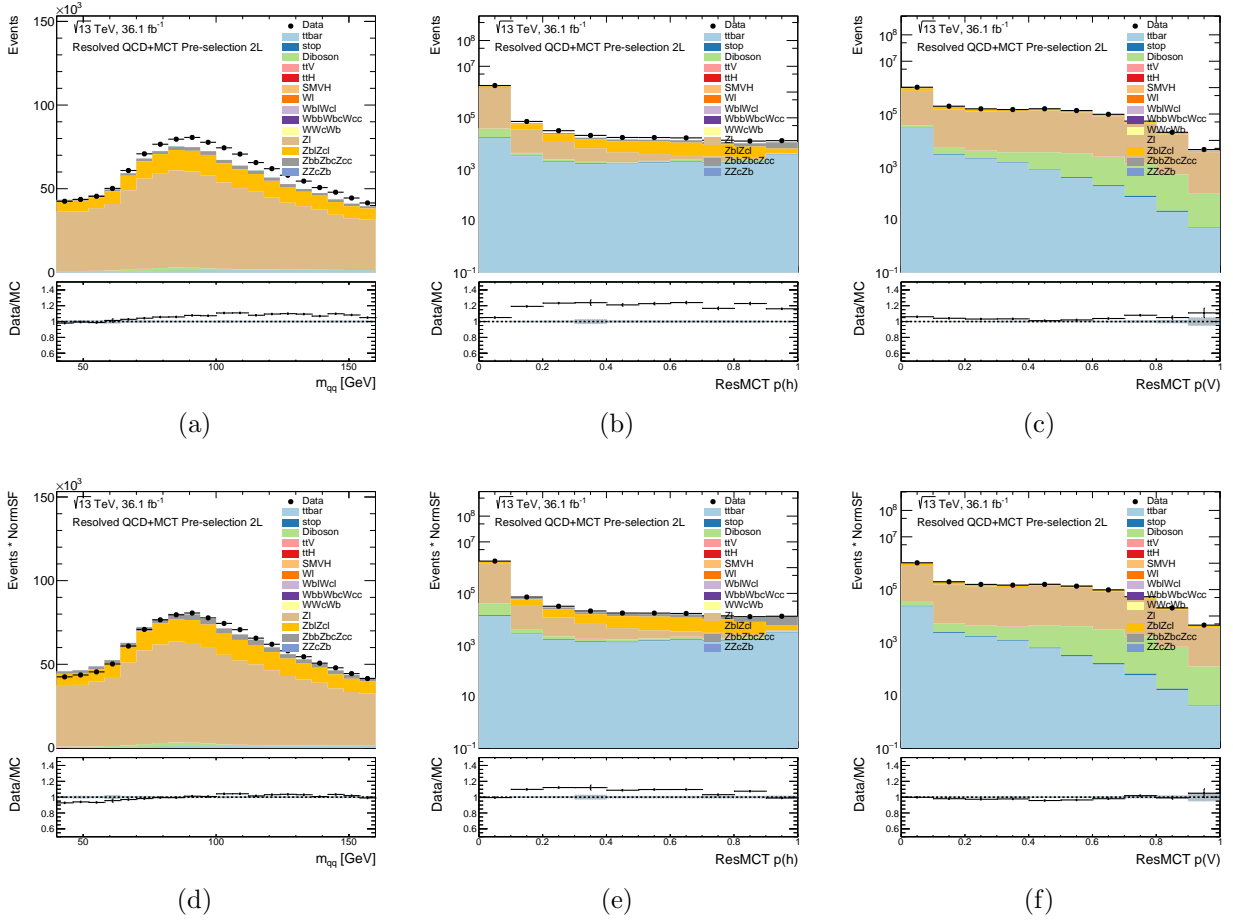 ×10³
150
100
50
0
Events
√13 TeV, 36.1 fb⁻¹
Resolved QCD+MCT Pre-selection 2L
Data
ttbar
stop
Diboson
ttV
ttH
SMVH
Wl
WblWcl
WbbWbcWcc
WWcWb
Zl
ZblZcl
ZbbZbcZcc
ZZcZb
Data/MC
1.4
1.2
1
0.8
0.6
50
100
150
m_qq [GeV]
(a)
Events
10⁸
10⁷
10⁵
10³
10
10⁻¹
√13 TeV, 36.1 fb⁻¹
Resolved QCD+MCT Pre-selection 2L
Data
ttbar
stop
Diboson
ttV
ttH
SMVH
Wl
WblWcl
WbbWbcWcc
WWcWb
Zl
ZblZcl
ZbbZbcZcc
ZZcZb
Data/MC
1.4
1.2
1
0.8
0.6
0
0.2
0.4
0.6
0.8
1
ResMCT p(h)
(b)
Events
10⁸
10⁷
10⁵
10³
10
10⁻¹
√13 TeV, 36.1 fb⁻¹
Resolved QCD+MCT Pre-selection 2L
Data
ttbar
stop
Diboson
ttV
ttH
SMVH
Wl
WblWcl
WbbWbcWcc
WWcWb
Zl
ZblZcl
ZbbZbcZcc
ZZcZb
Data/MC
1.4
1.2
1
0.8
0.6
0
0.2
0.4
0.6
0.8
1
ResMCT p(V)
(c)
×10³
150
100
50
0
Events * NormSF
√13 TeV, 36.1 fb⁻¹
Resolved QCD+MCT Pre-selection 2L
Data
ttbar
stop
Diboson
ttV
ttH
SMVH
Wl
WblWcl
WbbWbcWcc
WWcWb
Zl
ZblZcl
ZbbZbcZcc
ZZcZb
Data/MC
1.4
1.2
1
0.8
0.6
50
100
150
m_qq [GeV]
(d)
Events * NormSF
10⁸
10⁷
10⁵
10³
10
10⁻¹
√13 TeV, 36.1 fb⁻¹
Resolved QCD+MCT Pre-selection 2L
Data
ttbar
stop
Diboson
ttV
ttH
SMVH
Wl
WblWcl
WbbWbcWcc
WWcWb
Zl
ZblZcl
ZbbZbcZcc
ZZcZb
Data/MC
1.4
1.2
1
0.8
0.6
0
0.2
0.4
0.6
0.8
1
ResMCT p(h)
(e)
Events * NormSF
10⁸
10⁷
10⁵
10³
10
10⁻¹
√13 TeV, 36.1 fb⁻¹
Resolved QCD+MCT Pre-selection 2L
Data
ttbar
stop
Diboson
ttV
ttH
SMVH
Wl
WblWcl
WbbWbcWcc
WWcWb
Zl
ZblZcl
ZbbZbcZcc
ZZcZb
Data/MC
1.4
1.2
1
0.8
0.6
0
0.2
0.4
0.6
0.8
1
ResMCT p(V)
(f)